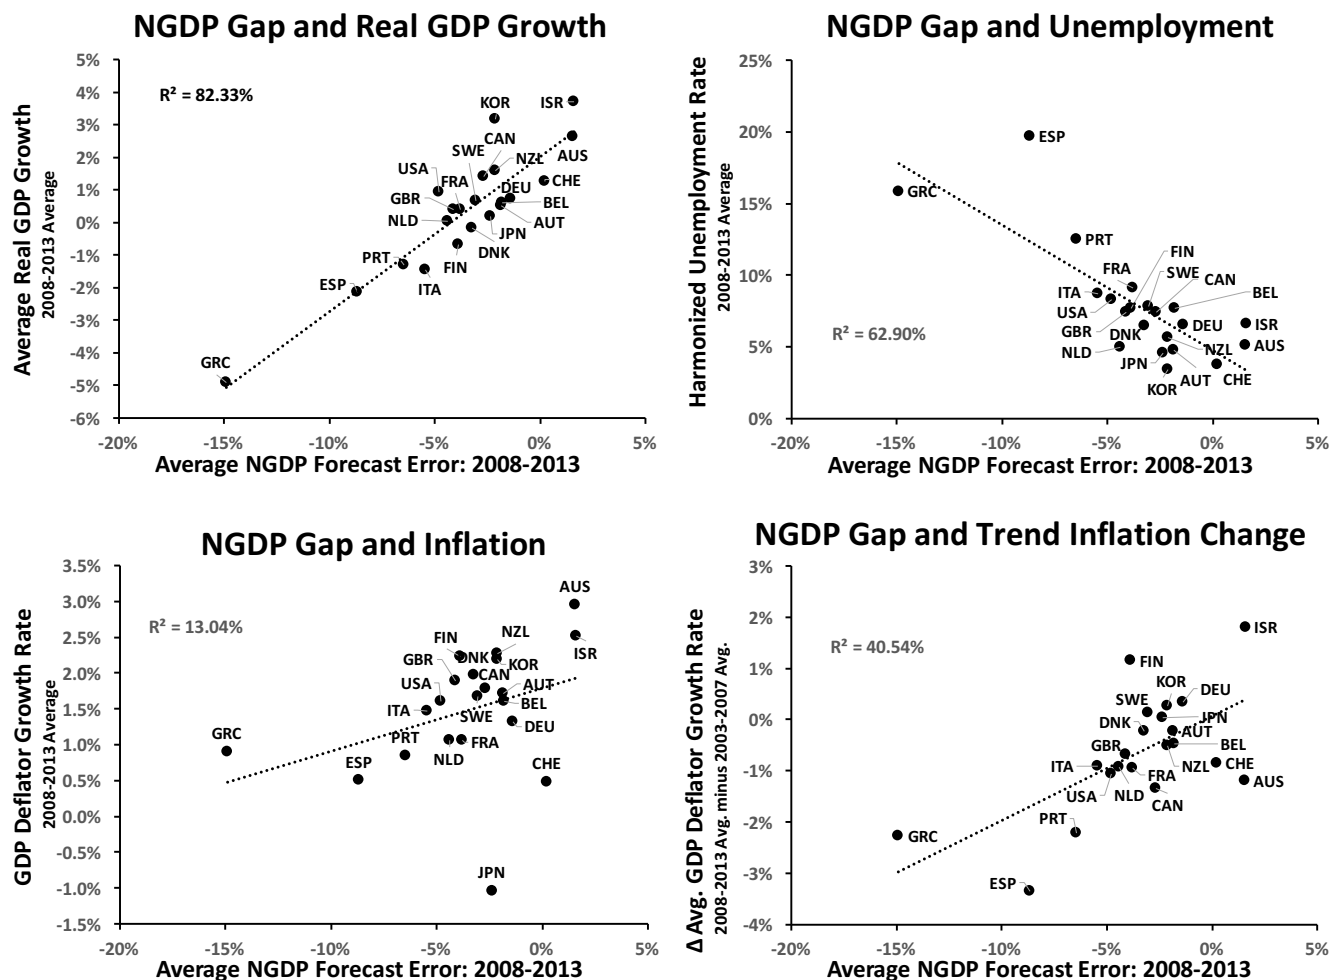 NGDP Gap and Real GDP Growth
Average Real GDP Growth
2008-2013 Average
5%
4%
3%
2%
1%
0%
-1%
-2%
-3%
-4%
-5%
-6%
R² = 82.33%
KOR
ISR
CAN
SWE
NZL
AUS
USA
FRA
DEU
CHE
GBR
BEL
NLD
AUT
JPN
DNK
PRT
FIN
ITA
ESP
GRC
-20%
-15%
-10%
-5%
0%
5%
Average NGDP Forecast Error: 2008-2013
NGDP Gap and Unemployment
Harmonized Unemployment Rate
2008-2013 Average
25%
20%
15%
10%
5%
0%
ESP
GRC
PRT
FIN
FRA
SWE
CAN
ITA
BEL
USA
GBR
DNK
DEU
ISR
NLD
NZL
AUS
JPN
AUT
CHE
KOR
R² = 62.90%
-20%
-15%
-10%
-5%
0%
5%
Average NGDP Forecast Error: 2008-2013
NGDP Gap and Inflation
GDP Deflator Growth Rate
2008-2013 Average
3.5%
3.0%
2.5%
2.0%
1.5%
1.0%
0.5%
0.0%
-0.5%
-1.0%
-1.5%
R² = 13.04%
AUS
FIN
NZL
ISR
GBR
DNK
KOR
CAN
USA
AUT
ITA
BEL
SWE
DEU
GRC
PRT
NLD
FRA
ESP
CHE
JPN
-20%
-15%
-10%
-5%
0%
5%
Average NGDP Forecast Error: 2008-2013
NGDP Gap and Trend Inflation Change
Δ Avg. GDP Deflator Growth Rate
2008-2013 Avg. minus 2003-2007 Avg.
3%
2%
1%
0%
-1%
-2%
-3%
-4%
R² = 40.54%
ISR
FIN
KOR
DEU
SWE
JPN
DNK
AUT
GBR
BEL
ITA
NZL
CHE
FRA
AUS
USA
NLD
CAN
PRT
GRC
ESP
-20%
-15%
-10%
-5%
0%
5%
Average NGDP Forecast Error: 2008-2013